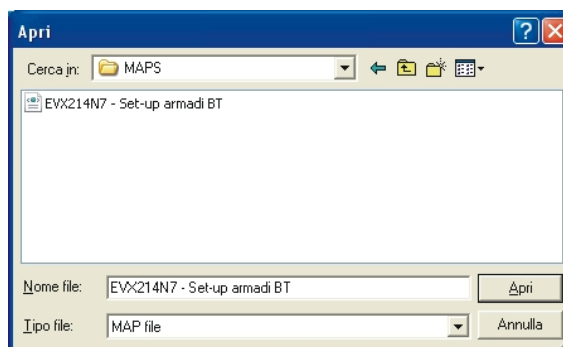 Apri
Cerca in: MAPS
EVX214N7 - Set-up armadi BT
Nome file: EVX214N7 - Set-up armadi BT Apri
Tipo file: MAP file Annulla